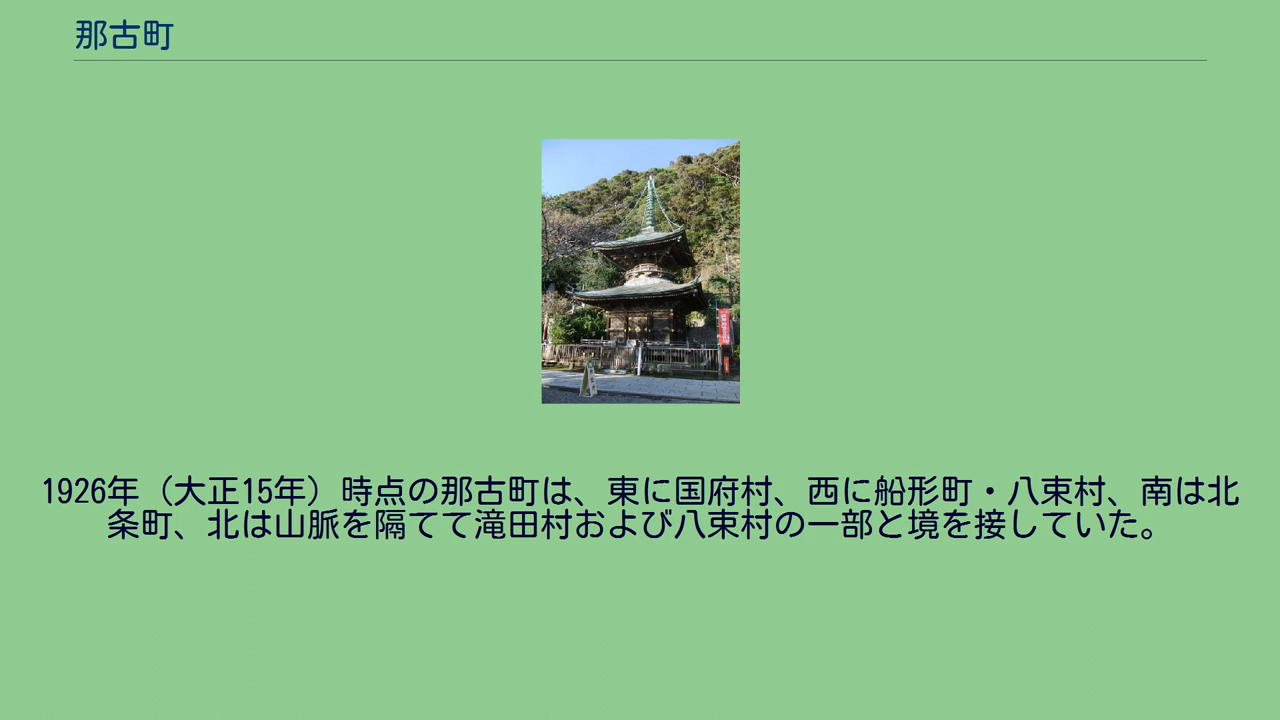 那古町
1926年（大正15年）時点の那古町は、東に国府村、西に船形町・八束村、南は北
条町、北は山脈を隔てて滝田村および八束村の一部と境を接していた。